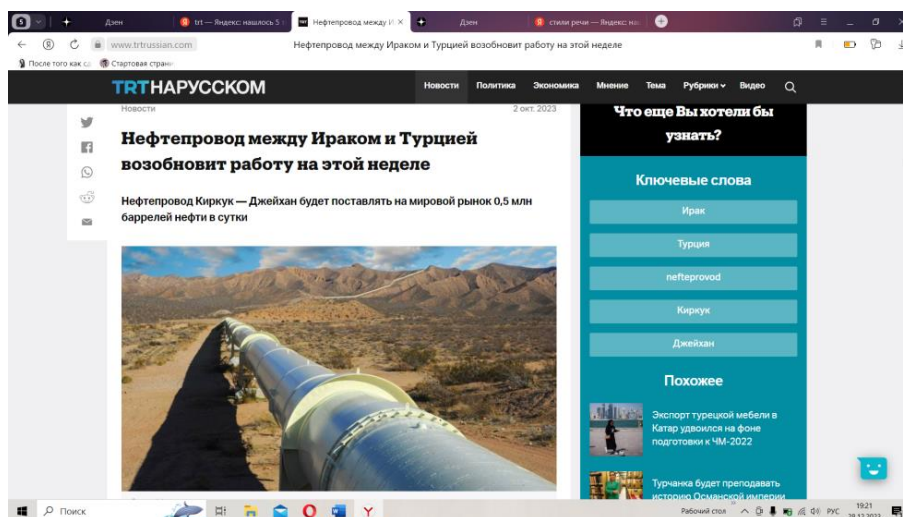 5
Дзен
trt — Яндекс: нашлось 5
Нефтепровод между И
Дзен
стили речи — Яндекс: на
www.trtrussian.com
Нефтепровод между Ираком и Турцией возобновит работу на этой неделе
После того как
Стартовая страни
TRTНАРУССКОМ
Новости Политика Экономика Мнение Тема Рубрики Видео
Новости
2 окт. 2023
Нефтепровод между Ираком и Турцией
возобновит работу на этой неделе
Нефтепровод Киркук — Джейхан будет поставлять на мировой рынок 0,5 млн
баррелей нефти в сутки
Что еще Вы хотели бы
узнать?
Ключевые слова
Ирак
Турция
nefteprovod
Киркук
Джейхан
Похожее
Экспорт турецкой мебели в
Катар удвоился на фоне
подготовки к ЧМ-2022
Турчанка будет преподавать
историю Османской империи
Поиск
Рабочий стол
РУС
19:21
28.12.2023